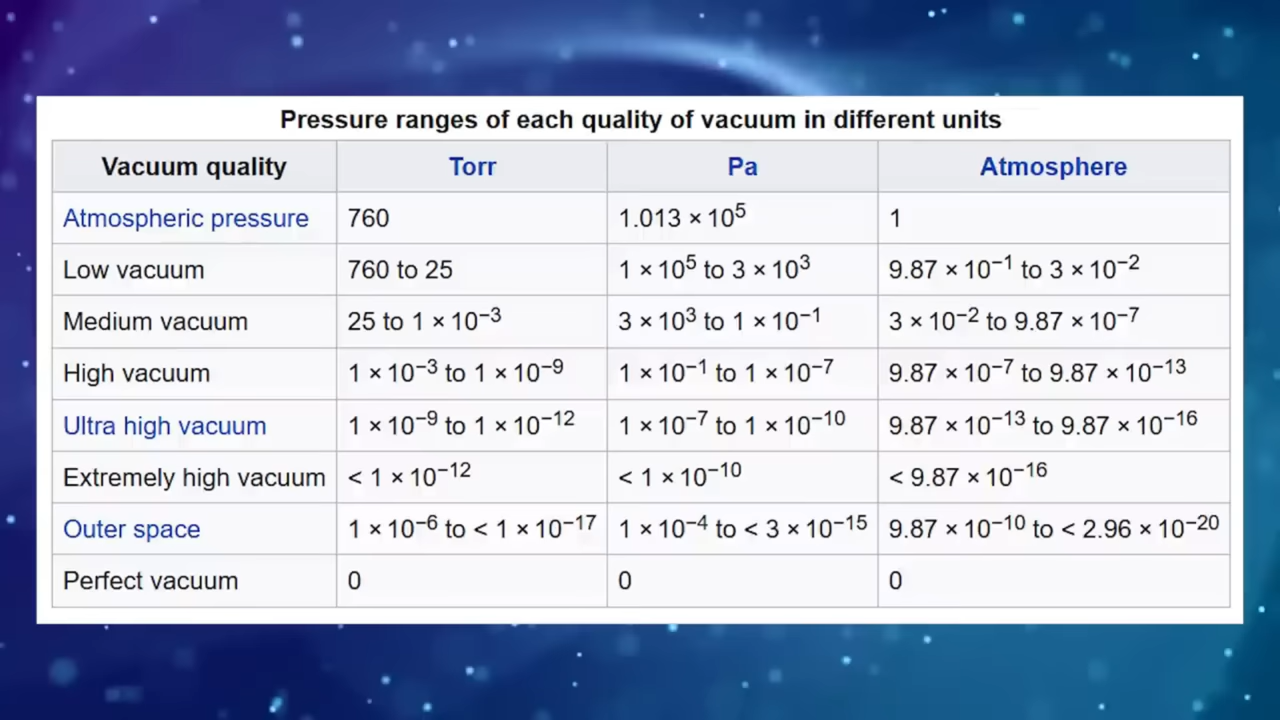 Pressure ranges of each quality of vacuum in different units
Vacuum quality Torr Pa Atmosphere
Atmospheric pressure 760 1.013 × 10⁵ 1
Low vacuum 760 to 25 1 × 10⁵ to 3 × 10³ 9.87 × 10⁻¹ to 3 × 10⁻²
Medium vacuum 25 to 1 × 10⁻³ 3 × 10³ to 1 × 10⁻¹ 3 × 10⁻² to 9.87 × 10⁻⁷
High vacuum 1 × 10⁻³ to 1 × 10⁻⁹ 1 × 10⁻¹ to 1 × 10⁻⁷ 9.87 × 10⁻⁷ to 9.87 × 10⁻¹³
Ultra high vacuum 1 × 10⁻⁹ to 1 × 10⁻¹² 1 × 10⁻⁷ to 1 × 10⁻¹⁰ 9.87 × 10⁻¹³ to 9.87 × 10⁻¹⁶
Extremely high vacuum < 1 × 10⁻¹² < 1 × 10⁻¹⁰ < 9.87 × 10⁻¹⁶
Outer space 1 × 10⁻⁶ to < 1 × 10⁻¹⁷ 1 × 10⁻⁴ to < 3 × 10⁻¹⁵ 9.87 × 10⁻¹⁰ to < 2.96 × 10⁻²⁰
Perfect vacuum 0 0 0